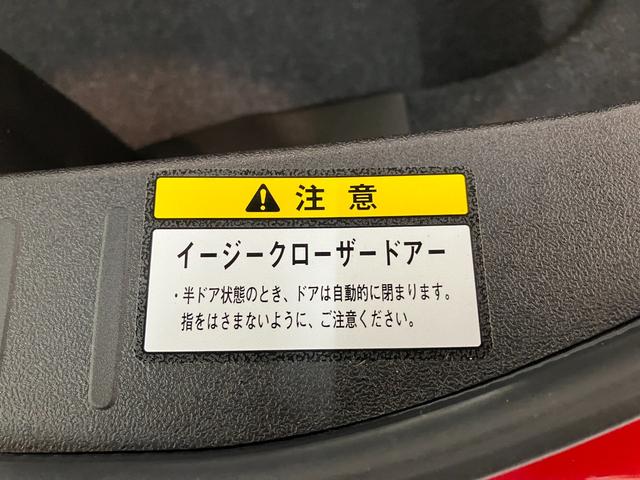 ⚠注意
イージークローザードアー
・半ドア状態のとき、ドアは自動的に閉まります。
指をはさまないように、ご注意ください。